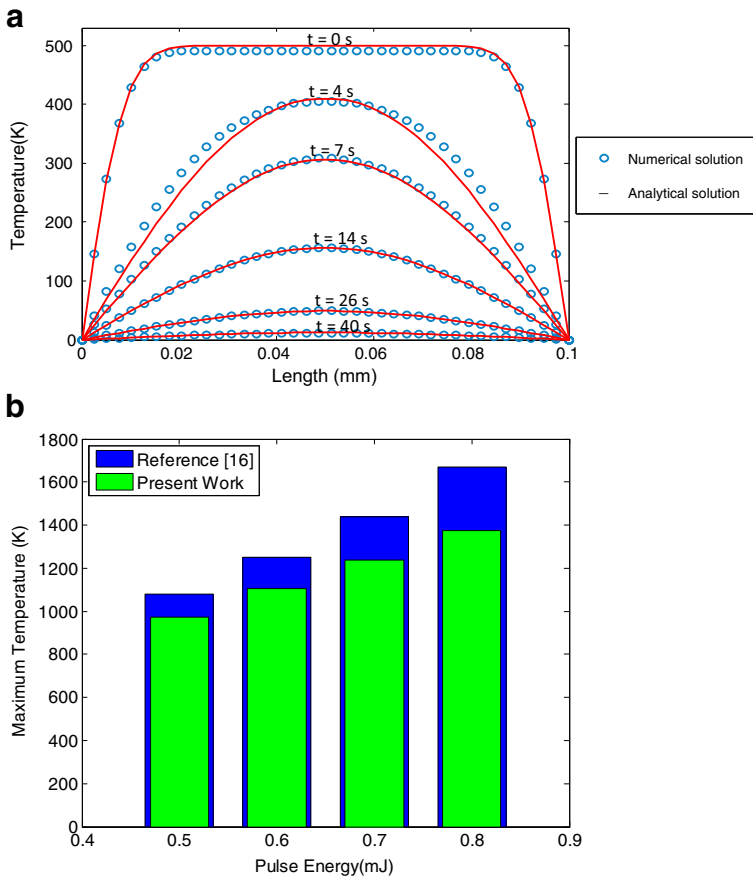 a
500
400
300
200
100
0
Temperature(K)
t = 0 s
t = 4 s
t = 7 s
t = 14 s
t = 26 s
t = 40 s
0
0.02
0.04
0.06
0.08
0.1
Length (mm)
Numerical solution
Analytical solution
b
1800
1600
1400
1200
1000
800
600
400
200
0
Maximum Temperature (K)
Reference [16]
Present Work
0.4
0.5
0.6
0.7
0.8
0.9
Pulse Energy(mJ)